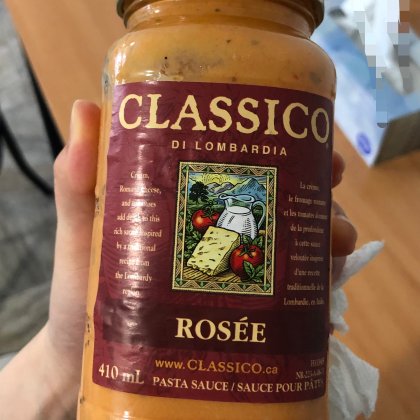 CLASSICO
DI LOMBARDIA
Cream,
Romano cheese,
and tomatoes
add depth to this
rich sauce inspired
by a traditional
recipe from
the Lombardy
region
La crème,
le fromage romano
et les tomates donnent
de la profondeur
à cette sauce
veloutée inspirée
d'une recette
traditionnelle de la
Lombardie, en Italie.
ROSÉE
www.CLASSICO.ca
410 mL PASTA SAUCE / SAUCE POUR PÂTES